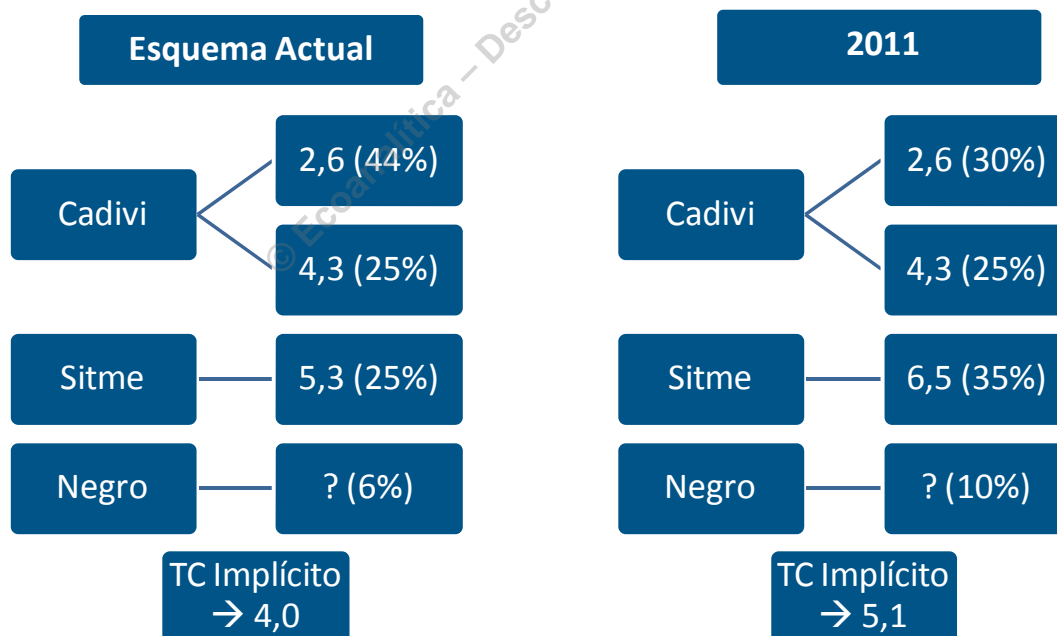 Esquema Actual
Cadivi
2,6 (44%)
4,3 (25%)
Sitme
5,3 (25%)
Negro
? (6%)
TC Implícito
→ 4,0
2011
Cadivi
2,6 (30%)
4,3 (25%)
Sitme
6,5 (35%)
Negro
? (10%)
TC Implícito
→ 5,1
© Ecoanalítica –